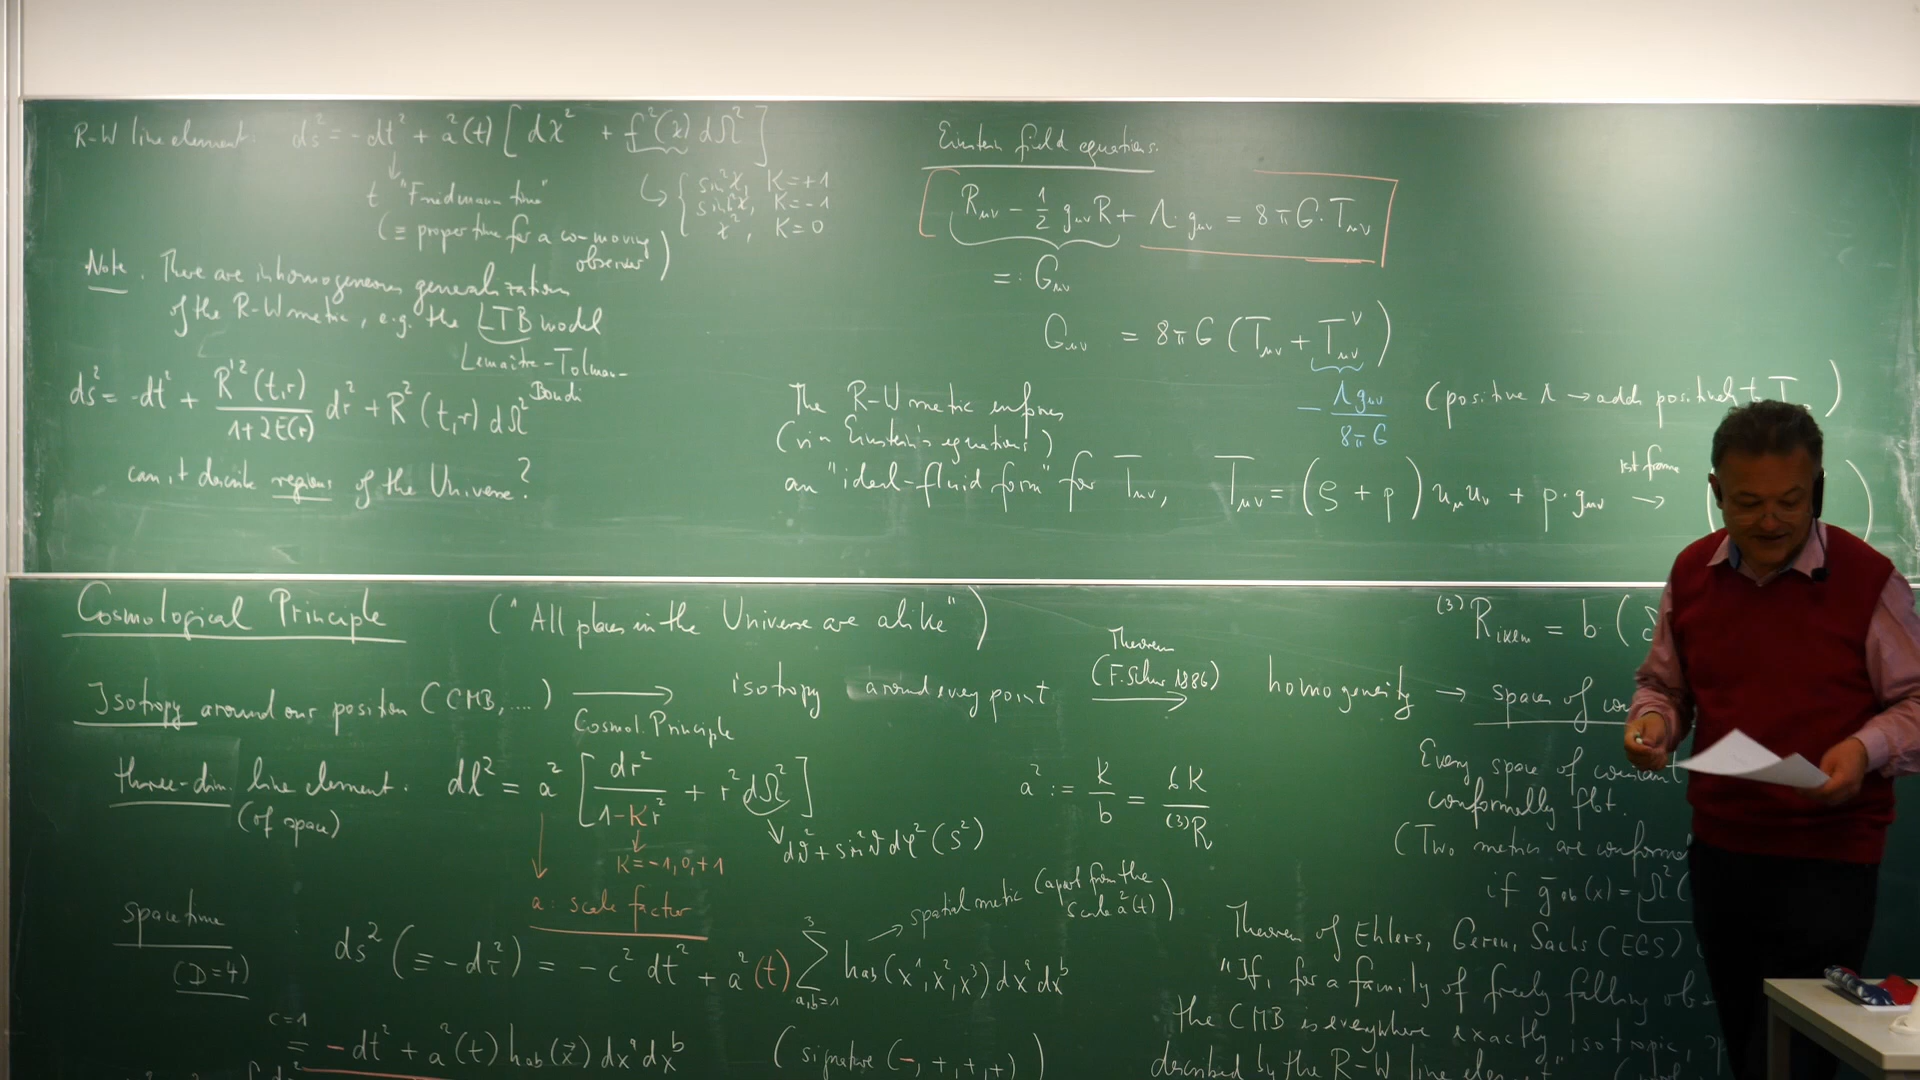 R-W line element: ds² = -dt² + a²(t) [ dχ² + f²(χ) dΩ² ]
t "Friedmann time"
(≡ proper time for a co-moving observer)
sin²χ, K=+1
sinh²χ, K=-1
χ², K=0
Note. There are inhomogeneous generalizations
of the R-W metric, e.g. the LTB model
Lemaître-Tolman-
Bondi
ds² = -dt² + R'²(t,r)/(1+2E(r)) dr² + R²(t,r) dΩ²
can it describe regions of the Universe?
Einstein field equations:
Rμν - 1/2 gμν R + Λ·gμν = 8πG·Tμν
=: Gμν
Gμν = 8πG (Tμν + Tμν^V)
- Λgμν/8πG (positive Λ → adds positively to T )
The R-W metric enforces
(via Einstein's equations)
an "ideal-fluid form" for Tμν, Tμν = (ρ + p) uμuν + p·gμν → ( )
rest frame
Cosmological Principle ("All places in the Universe are alike")
Isotropy around our position (CMB,....) ⟶ isotropy around every point ⟶ homogeneity → spaces of
Cosmol. Principle
Theorem
(F. Schur 1886)
three-dim. line element. dl² = a² [ dr²/(1-Kr²) + r² dΩ² ]
(of space)
K=-1,0,+1
dϑ² + sin²ϑ dφ² (S²)
a: scale factor
a² := K/b = 6K/⁽³⁾R
spacetime
(D=4)
ds² (≡ -dτ²) = -c² dt² + a²(t) ∑ hab(x¹,x²,x³) dxᵃ dxᵇ
3
a,b=1
spatial metric (apart from the
scale a²(t))
c=1
= -dt² + a²(t) hab(x⃗) dxᵃ dxᵇ (signature (-,+,+,+))
⁽³⁾Rikem = b (
Every space of constant
conformally flat.
(Two metrics are
if g̅ab(x) = Ω²(
Theorem of Ehlers, Geren, Sachs (EGS)
"If, for a family of freely falling
the CMB is everywhere exactly isotropic,
described by the R-W line element"